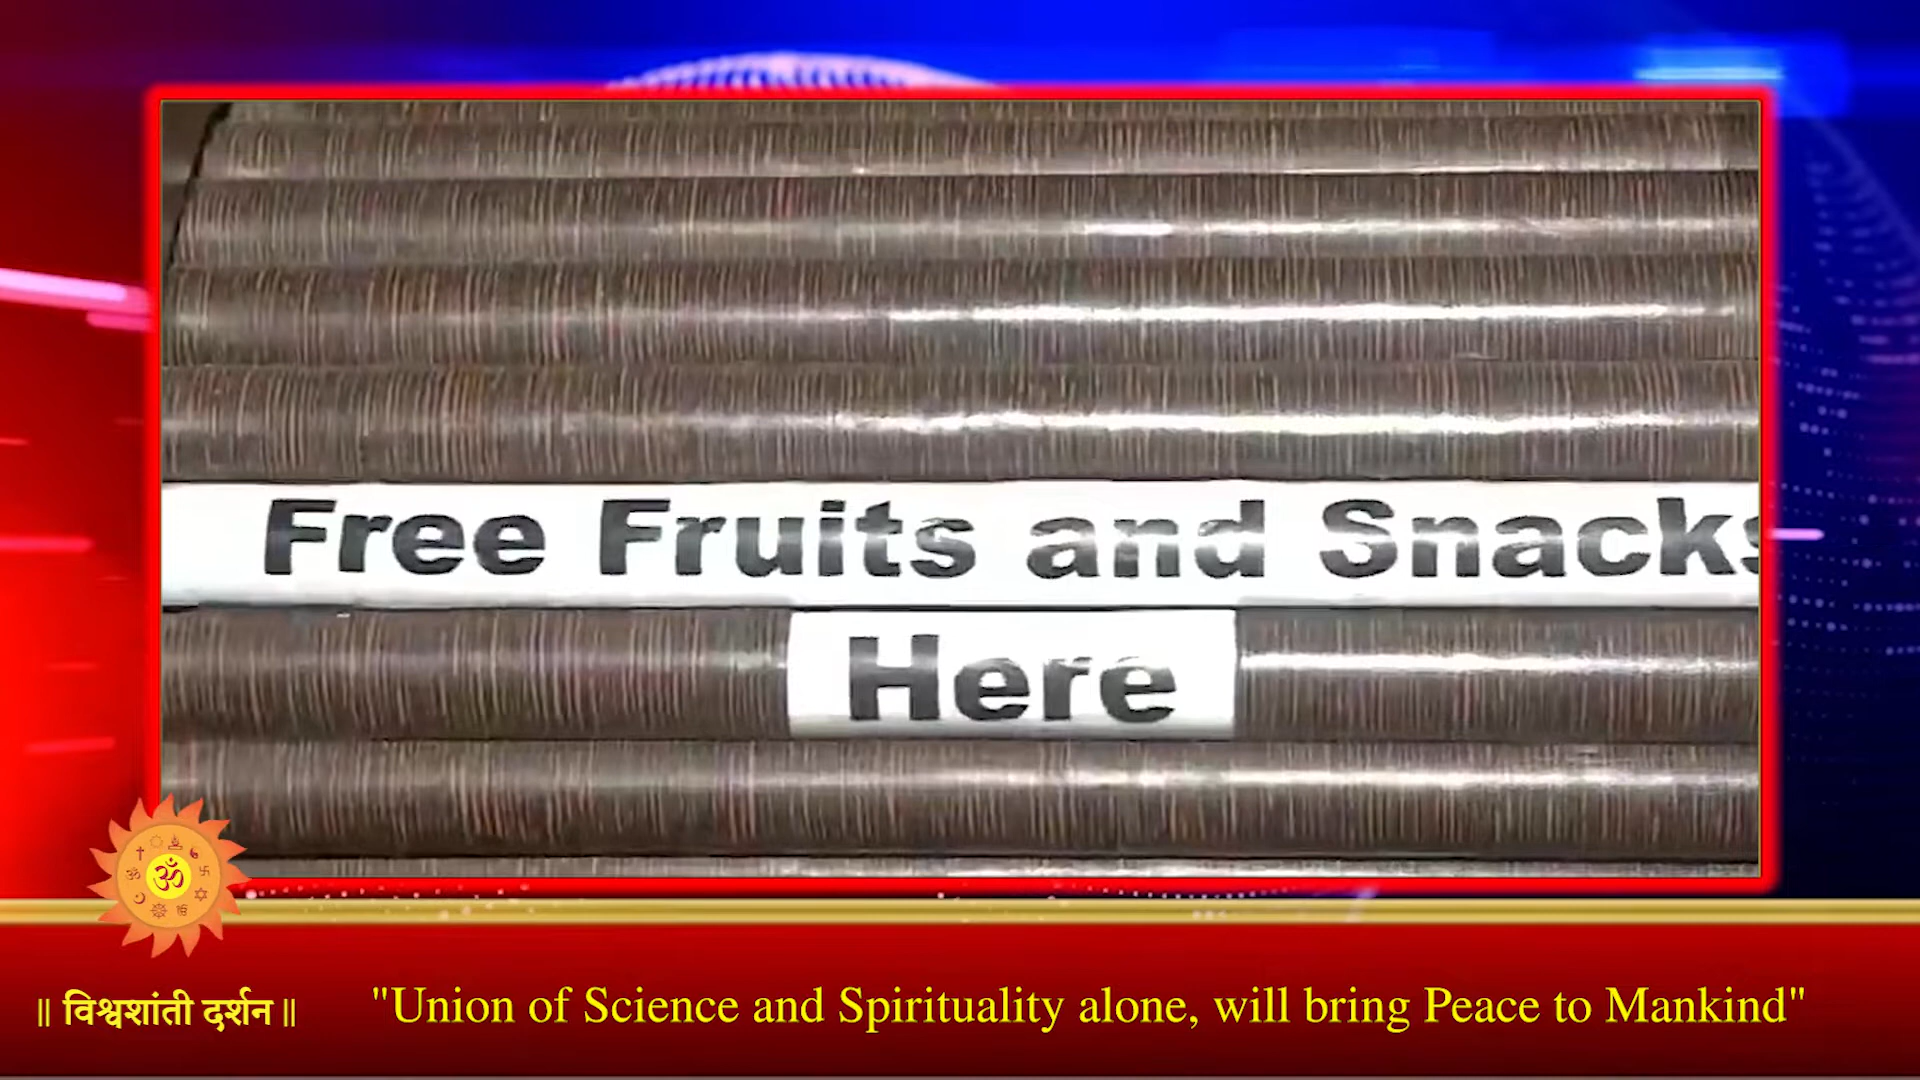 Free Fruits and Snacks
Here
|| विश्वशांती दर्शन ||
"Union of Science and Spirituality alone, will bring Peace to Mankind"